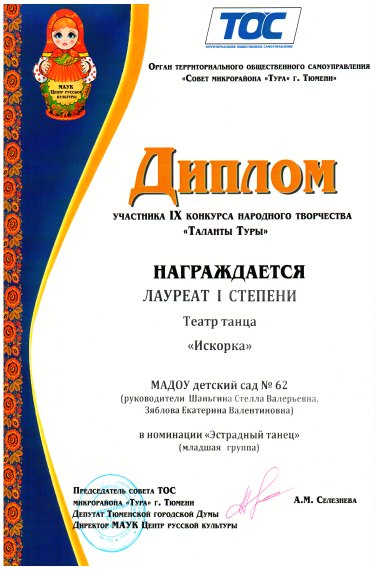 ТОС
ТЕРРИТОРИАЛЬНОЕ ОБЩЕСТВЕННОЕ САМОУПРАВЛЕНИЕ
Орган территориального общественного самоуправления
«Совет микрорайона «Тура» г. Тюмени»
МАУК
Центр русской
культуры
Диплом
участника IX конкурса народного творчества
«Таланты Туры»
НАГРАЖДАЕТСЯ
ЛАУРЕАТ I СТЕПЕНИ
Театр танца
«Искорка»
МАДОУ детский сад № 62
(руководители Шаньгина Стелла Валерьевна,
Зяблова Екатерина Валентиновна)
в номинации «Эстрадный танец»
(младшая группа)
Председатель совета ТОС
микрорайона «Тура» г. Тюмени
Депутат Тюменской городской Думы
Директор МАУК Центр русской культуры
А.М. Селезнева